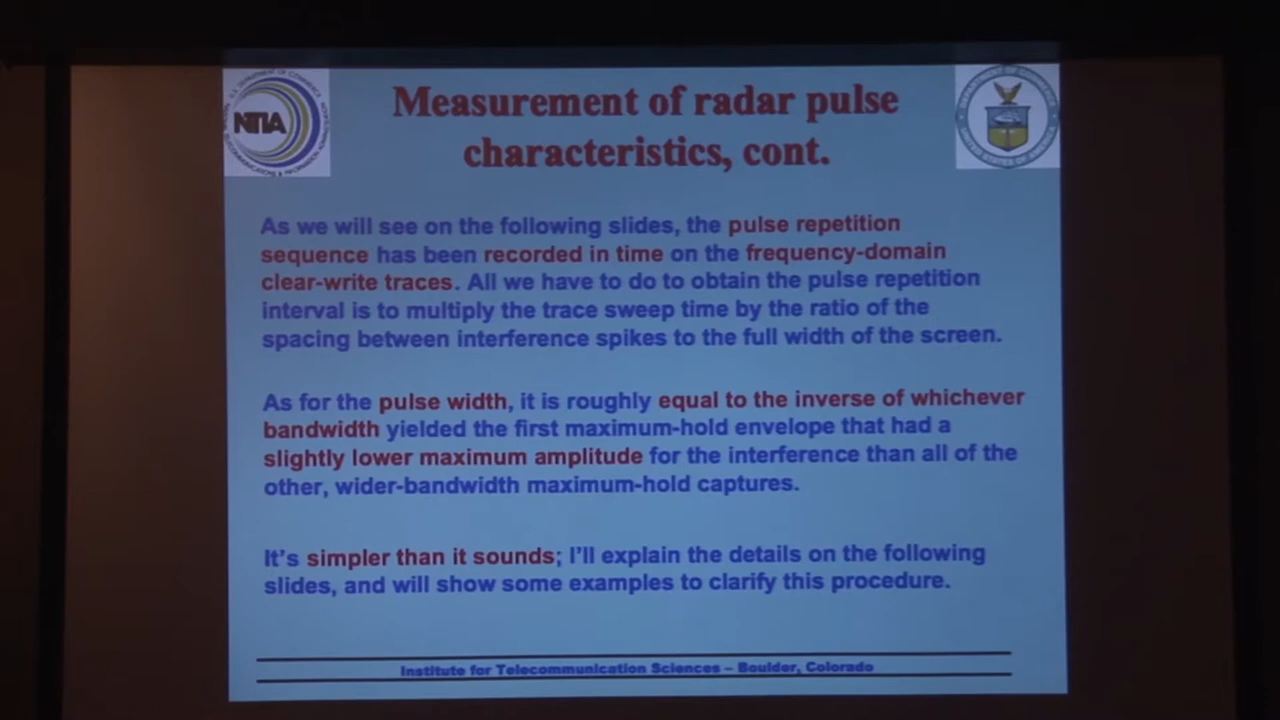 NTIA
Measurement of radar pulse
characteristics, cont.
As we will see on the following slides, the pulse repetition
sequence has been recorded in time on the frequency-domain
clear-write traces. All we have to do to obtain the pulse repetition
interval is to multiply the trace sweep time by the ratio of the
spacing between interference spikes to the full width of the screen.
As for the pulse width, it is roughly equal to the inverse of whichever
bandwidth yielded the first maximum-hold envelope that had a
slightly lower maximum amplitude for the interference than all of the
other, wider-bandwidth maximum-hold captures.
It's simpler than it sounds; I'll explain the details on the following
slides, and will show some examples to clarify this procedure.
Institute for Telecommunication Sciences – Boulder, Colorado